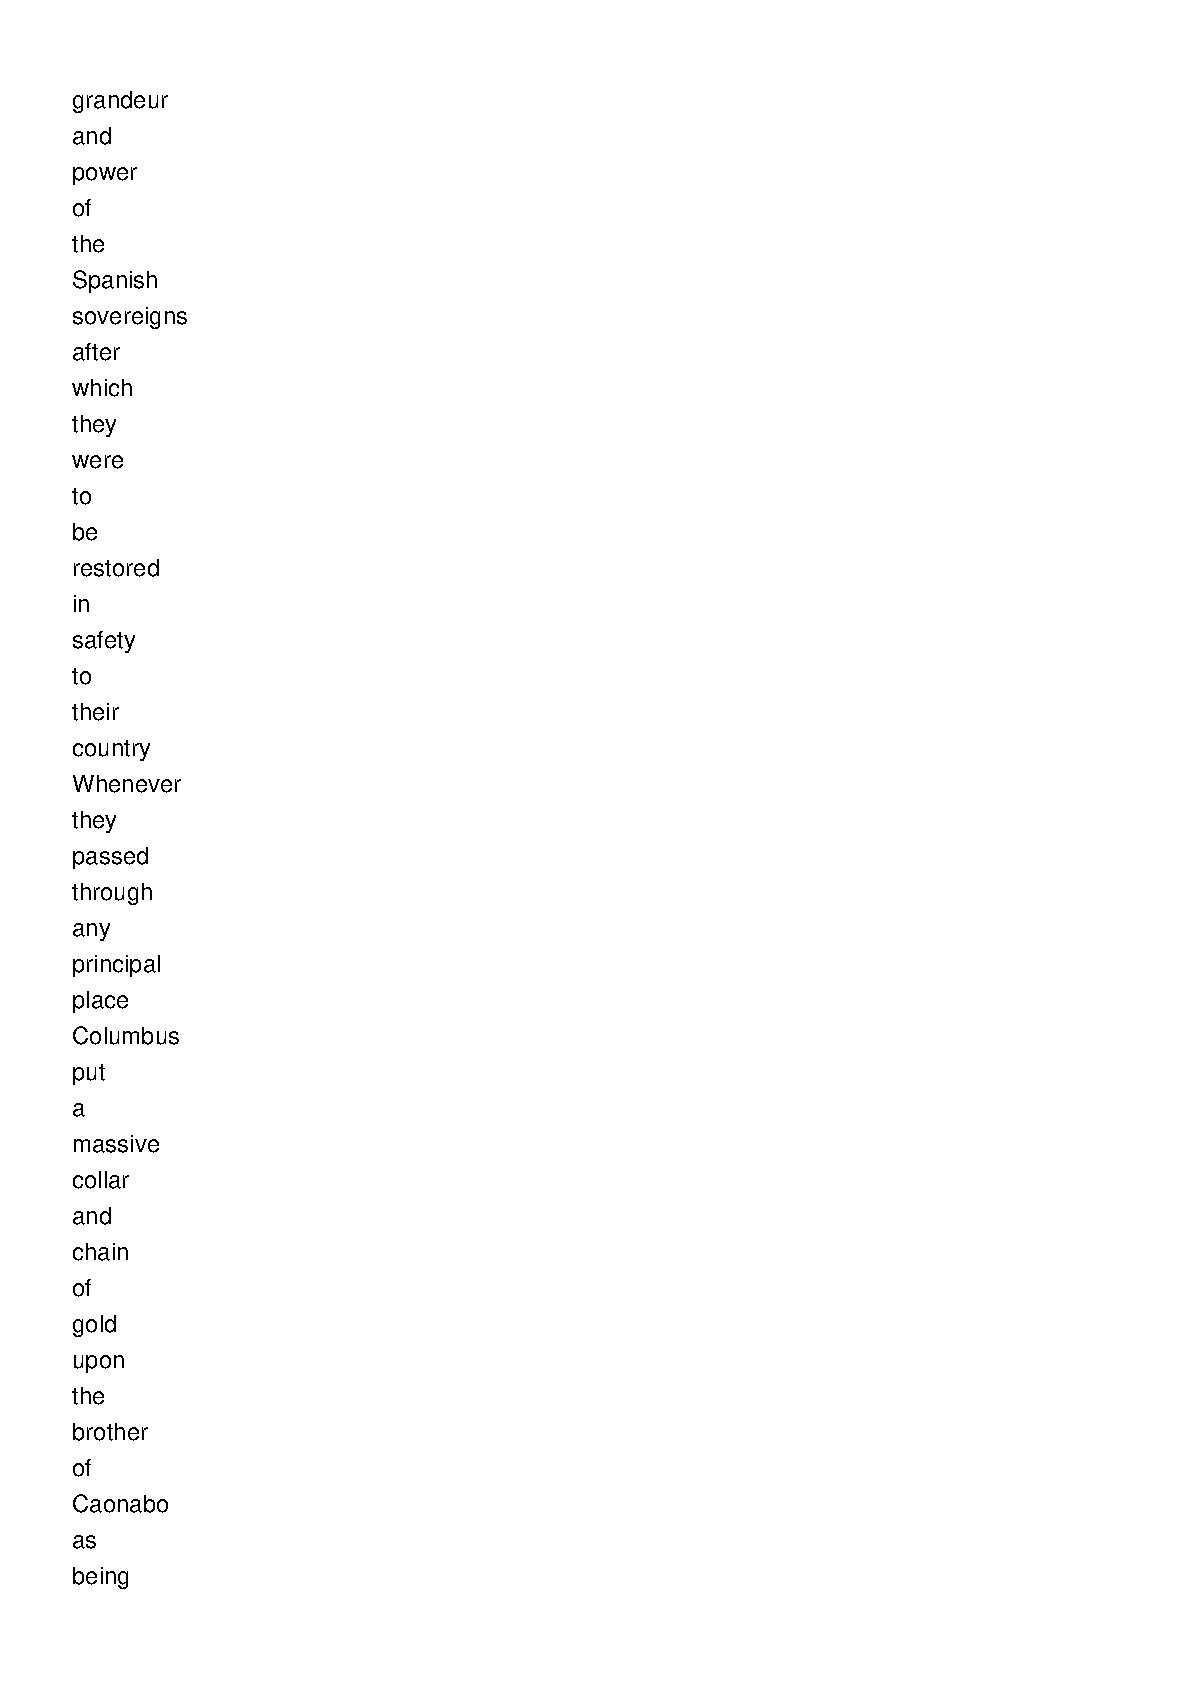 grandeur
and
power
of
the
Spanish
sovereigns
after
which
they
were
to
be
restored
in
safety
to
their
country
Whenever
they
passed
through
any
principal
place
Columbus
put
a
massive
collar
and
chain
of
gold
upon
the
brother
of
Caonabo
as
being